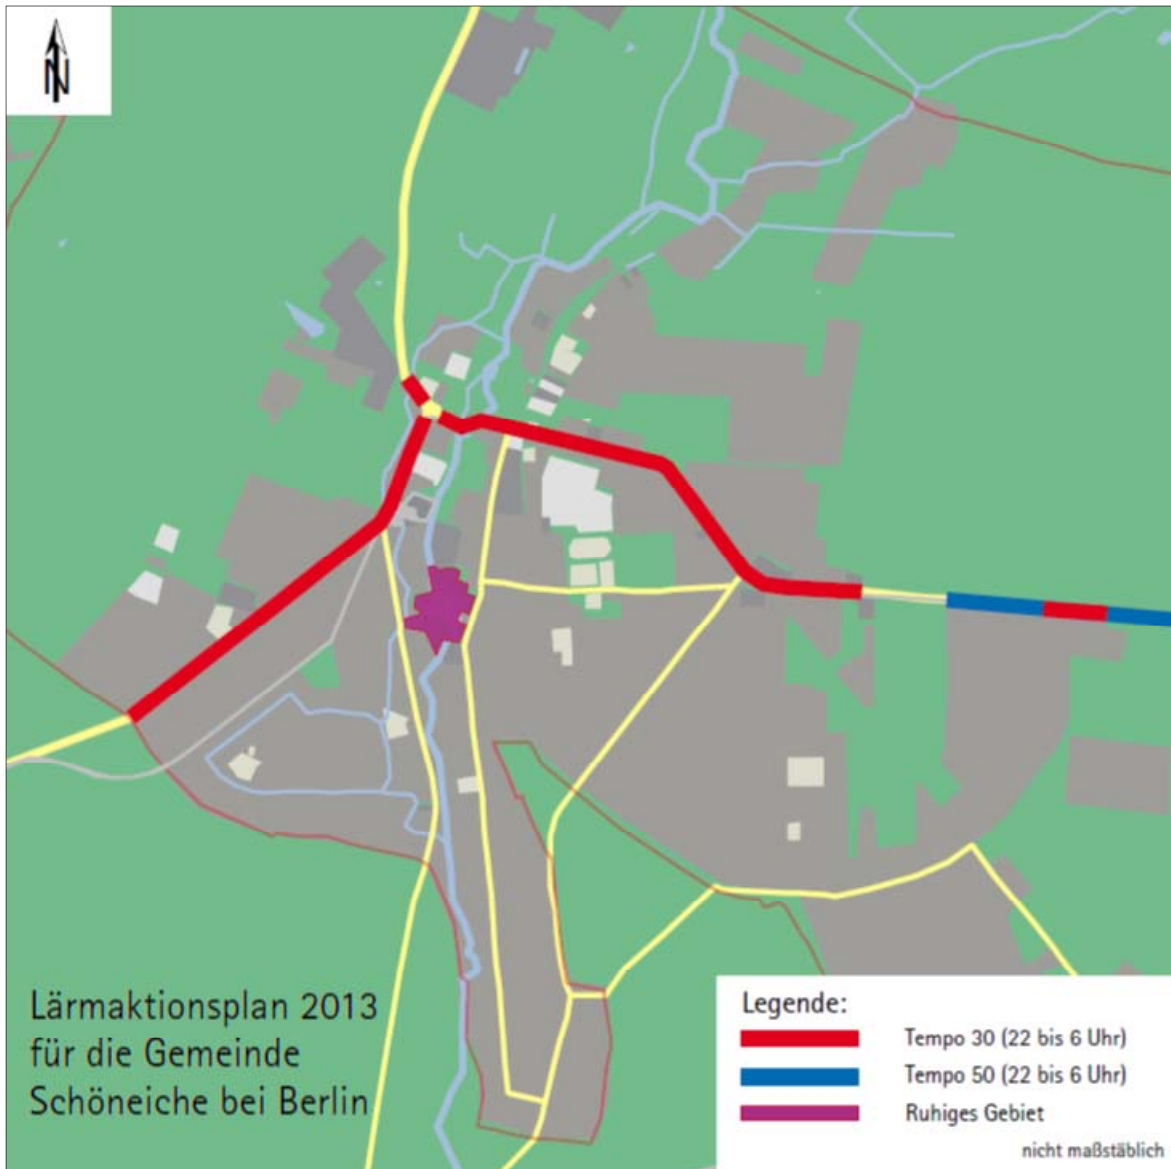 N
Lärmaktionsplan 2013
für die Gemeinde
Schöneiche bei Berlin
Legende:
Tempo 30 (22 bis 6 Uhr)
Tempo 50 (22 bis 6 Uhr)
Ruhiges Gebiet
nicht maßstäblich